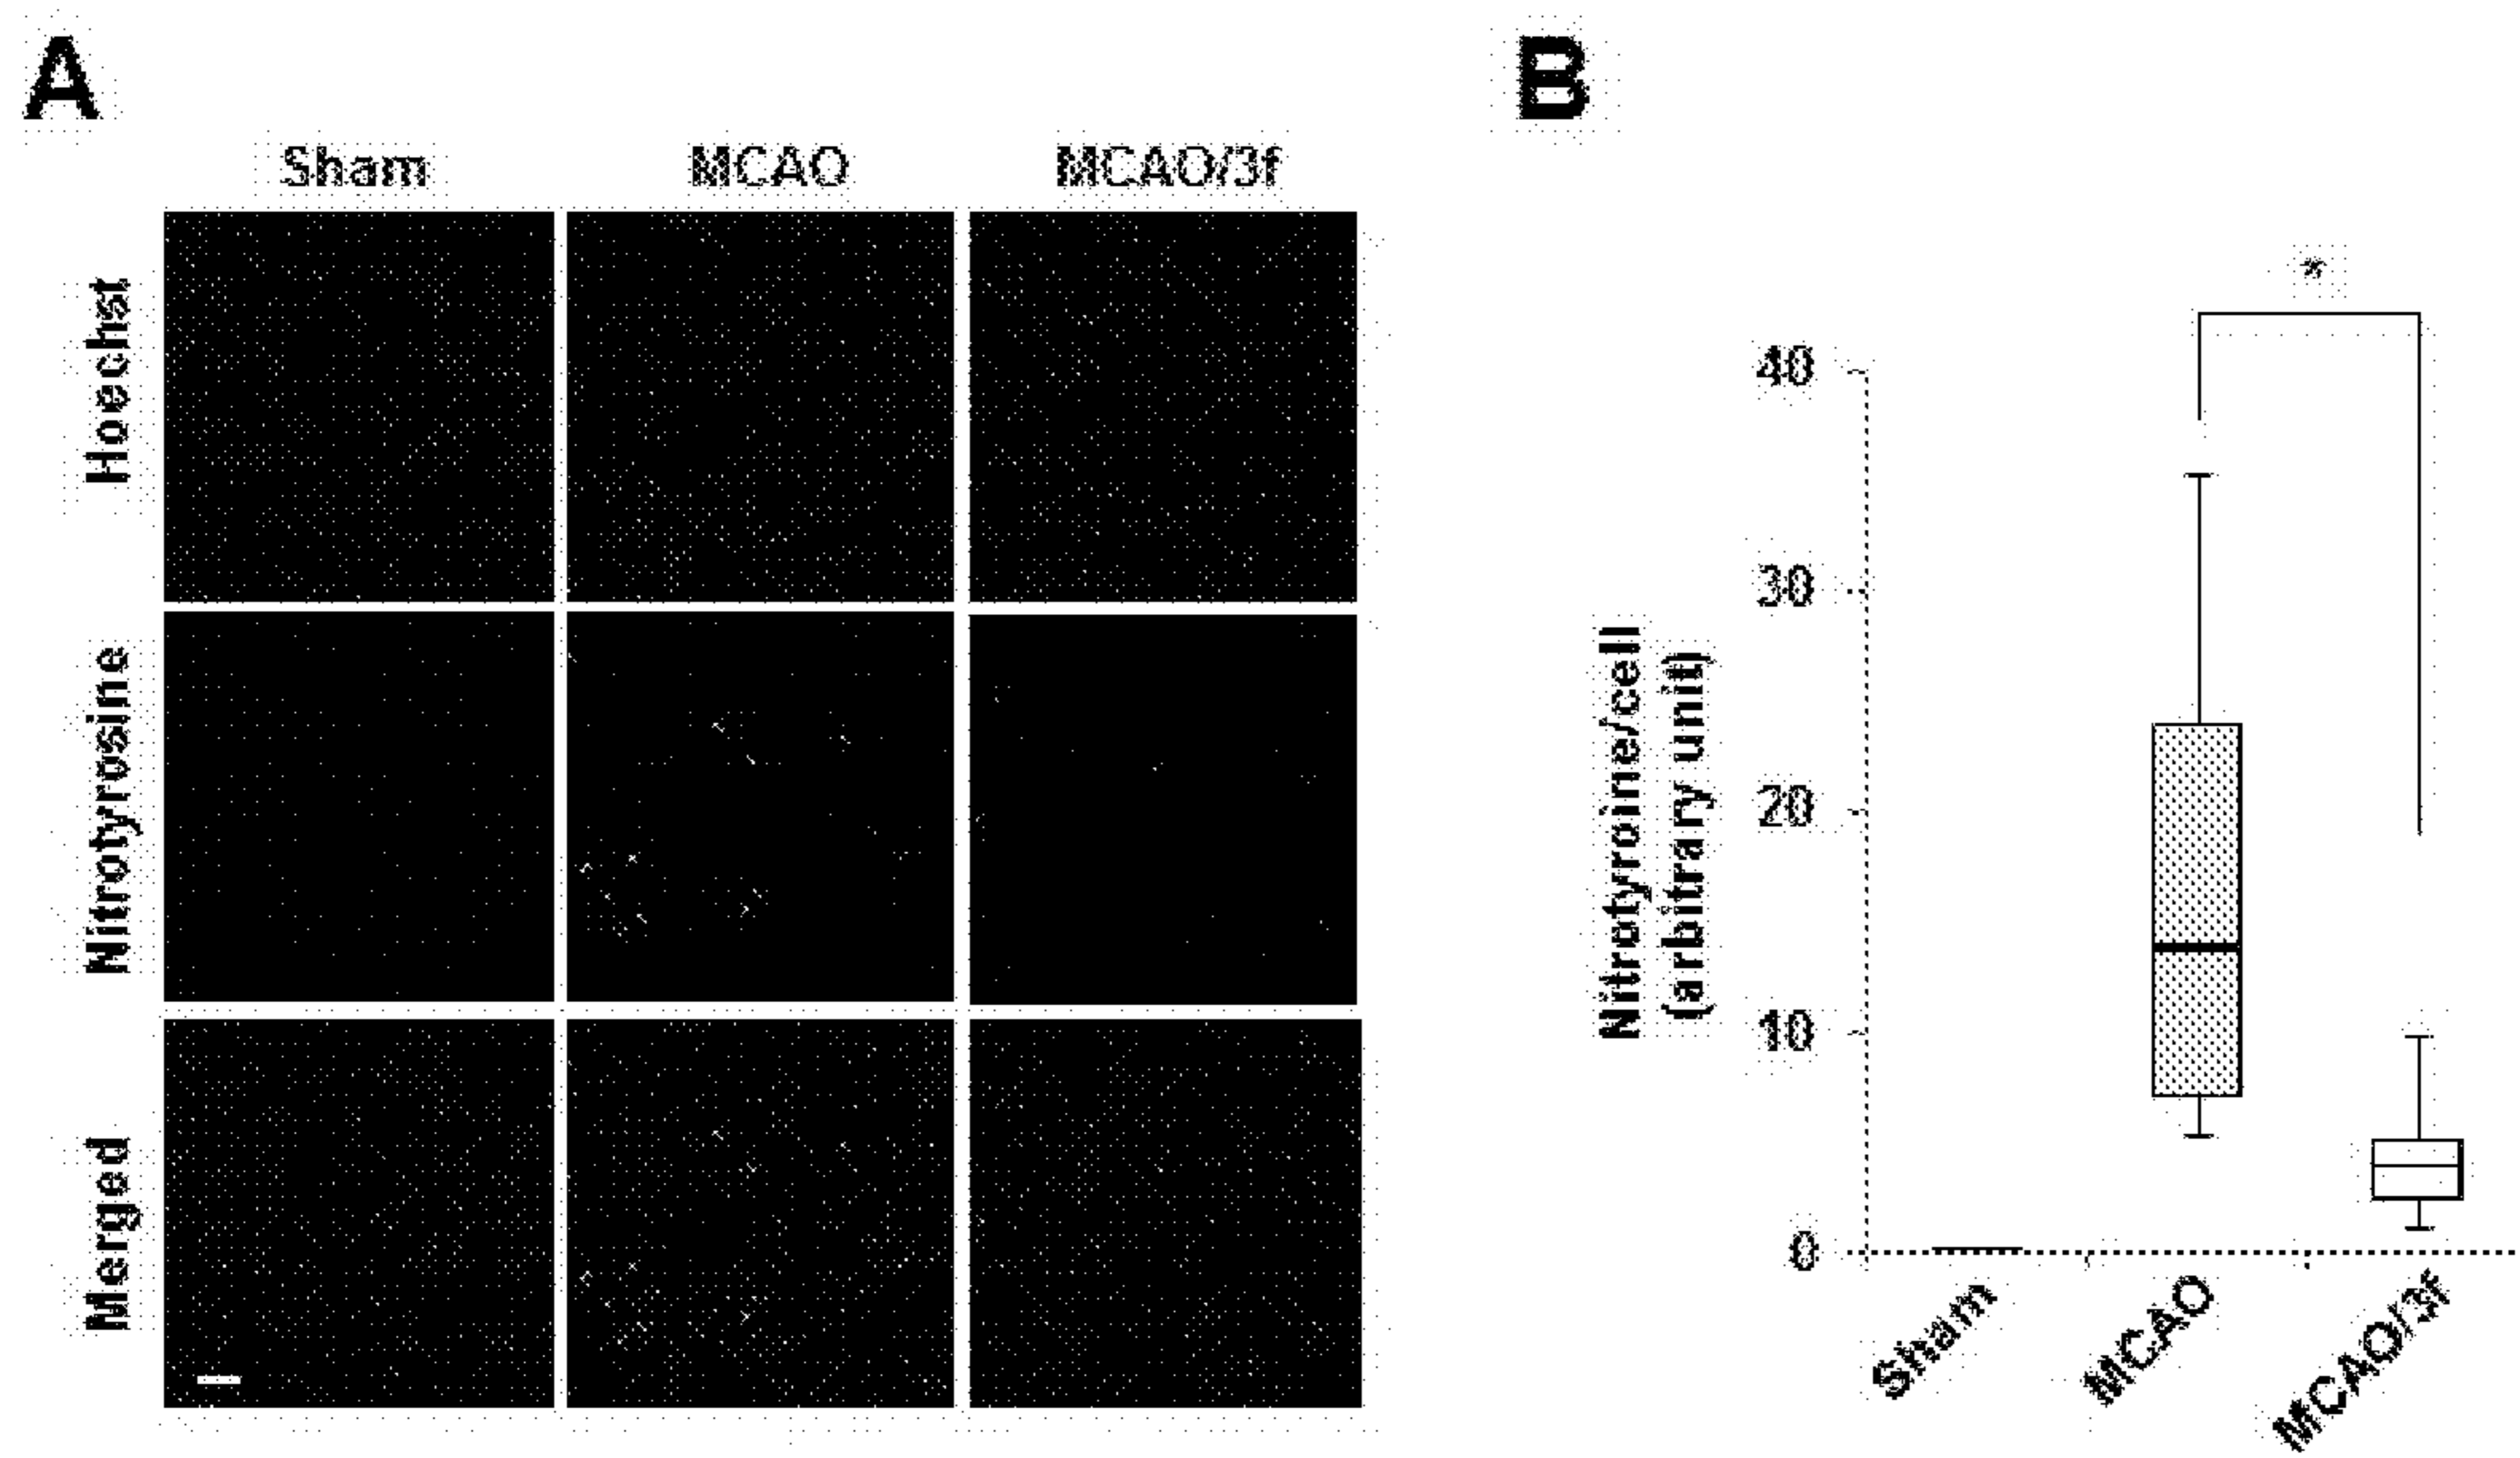 A
B
Sham MCAO MCAO/3f
Hoechst
Nitrotyrosine
Merged
*
Nitrotyroine/cell
(arbitrary unit)
40
30
20
10
0
Sham MCAO MCAO/3f